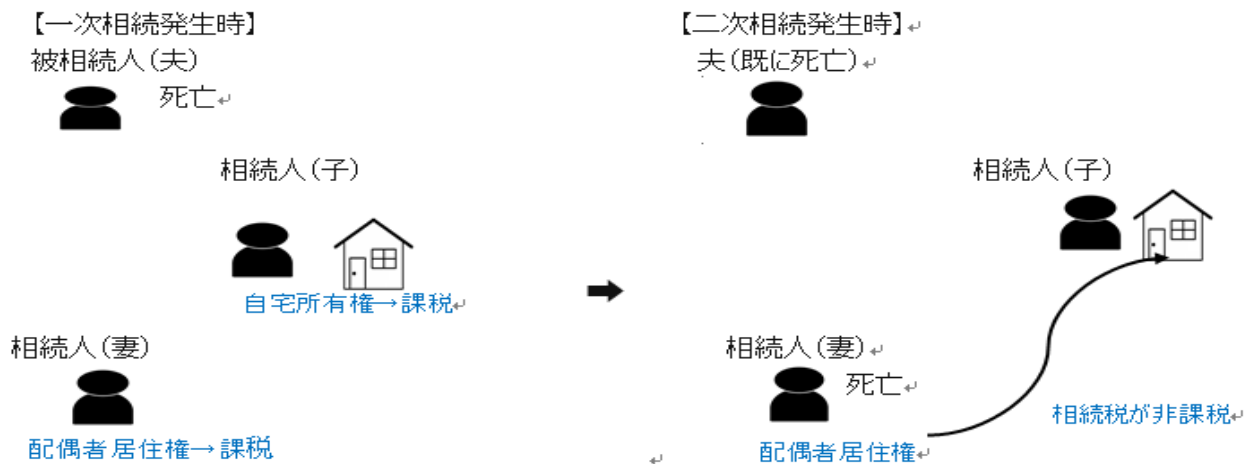 【一次相続発生時】
被相続人(夫)
死亡
相続人(子)
自宅所有権→課税
相続人(妻)
配偶者居住権→課税
【二次相続発生時】
夫(既に死亡)
相続人(子)
相続人(妻)
死亡
相続税が非課税
配偶者居住権